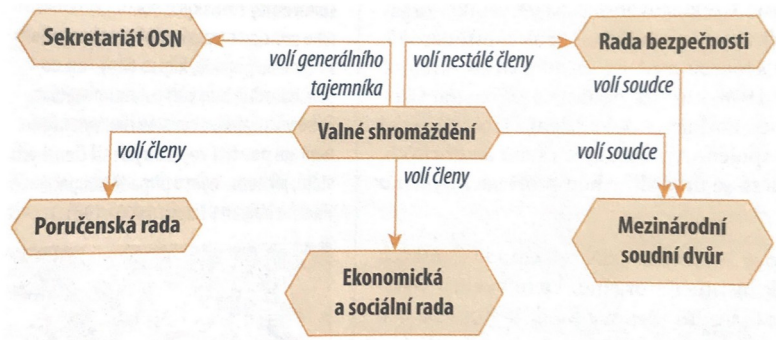 Sekretariát OSN
volí generálního
tajemníka
volí nestálé členy
Rada bezpečnosti
volí soudce
Valné shromáždění
volí členy
volí členy
volí soudce
Poručenská rada
Ekonomická
a sociální rada
Mezinárodní
soudní dvůr